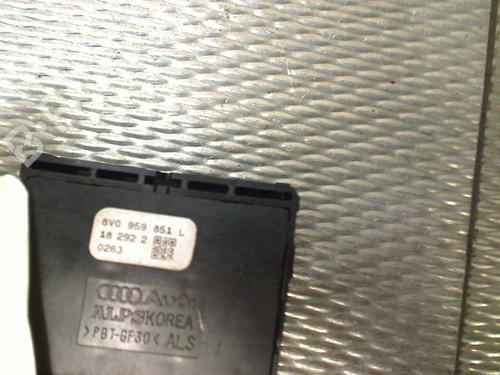 8V0 959 851 L
18 292 2
0263
Audi
ALPSKOREA
>PBT-GF30< ALS